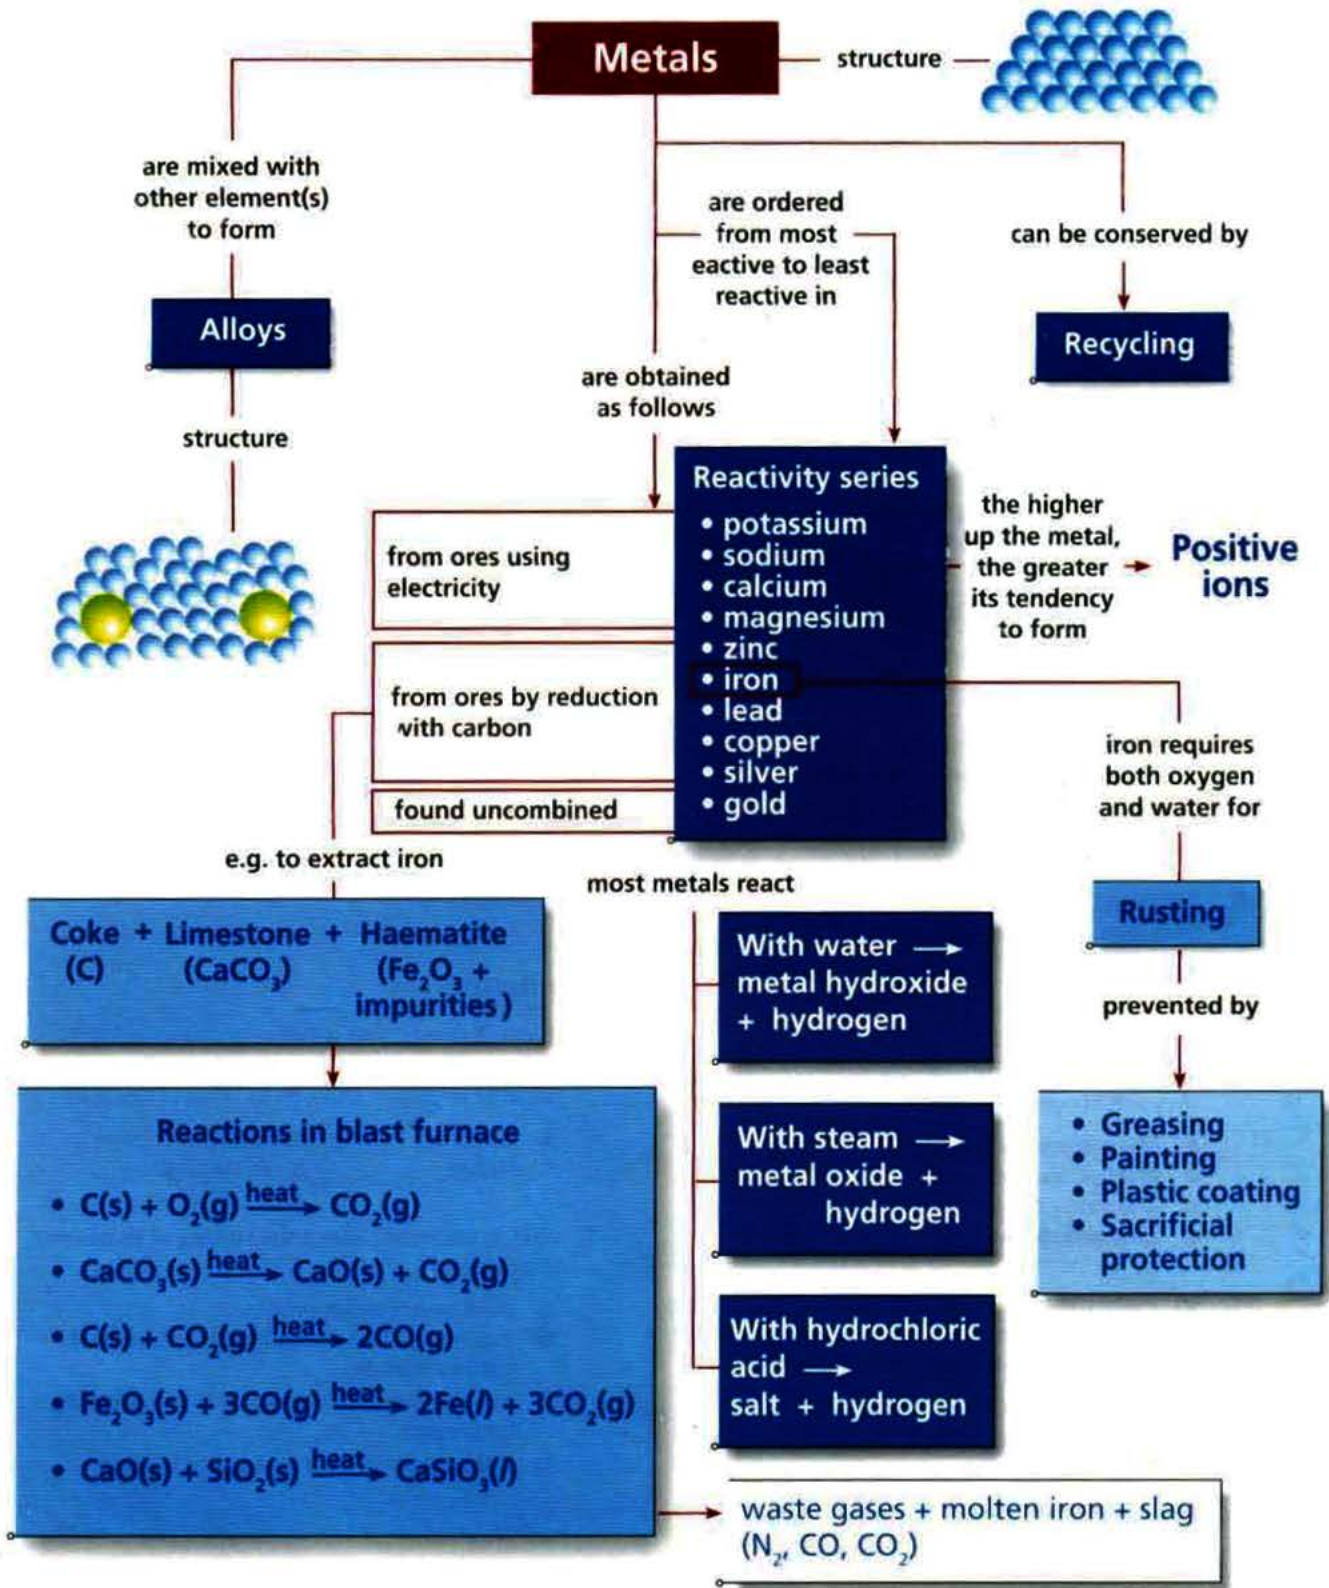 Metals
structure
are mixed with
other element(s)
to form
are ordered
from most
eactive to least
reactive in
can be conserved by
Alloys
Recycling
are obtained
as follows
structure
Reactivity series
• potassium
• sodium
• calcium
• magnesium
• zinc
• iron
• lead
• copper
• silver
• gold
the higher
up the metal,
the greater
its tendency
to form
Positive
ions
from ores using
electricity
from ores by reduction
with carbon
found uncombined
iron requires
both oxygen
and water for
e.g. to extract iron
most metals react
Rusting
Coke + Limestone + Haematite
(C) (CaCO₃) (Fe₂O₃ +
impurities)
With water →
metal hydroxide
+ hydrogen
prevented by
Reactions in blast furnace
• C(s) + O₂(g) heat→ CO₂(g)
• CaCO₃(s) heat→ CaO(s) + CO₂(g)
• C(s) + CO₂(g) heat→ 2CO(g)
• Fe₂O₃(s) + 3CO(g) heat→ 2Fe(l) + 3CO₂(g)
• CaO(s) + SiO₂(s) heat→ CaSiO₃(l)
With steam →
metal oxide +
hydrogen
• Greasing
• Painting
• Plastic coating
• Sacrificial
protection
With hydrochloric
acid →
salt + hydrogen
waste gases + molten iron + slag
(N₂, CO, CO₂)